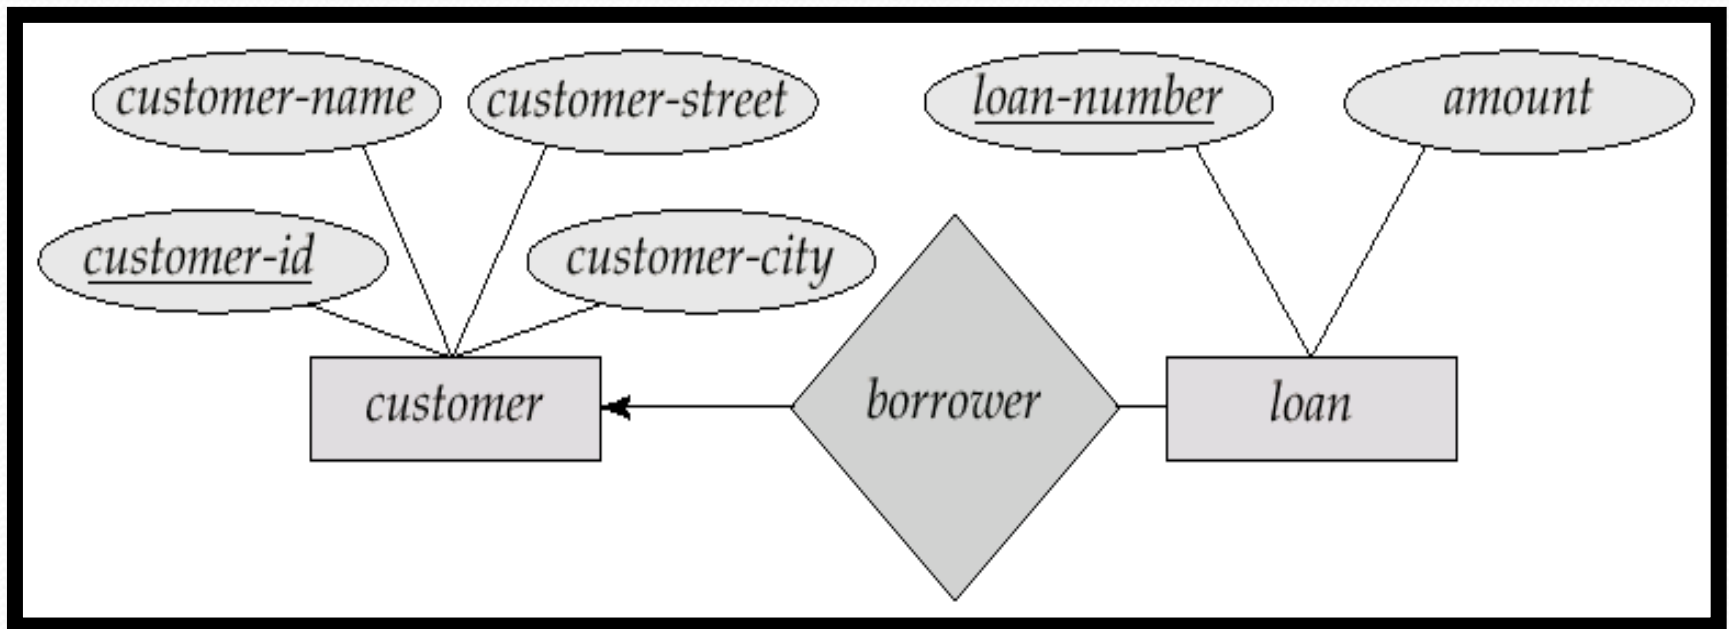 customer-name
customer-street
loan-number
amount
customer-id
customer-city
customer
borrower
loan